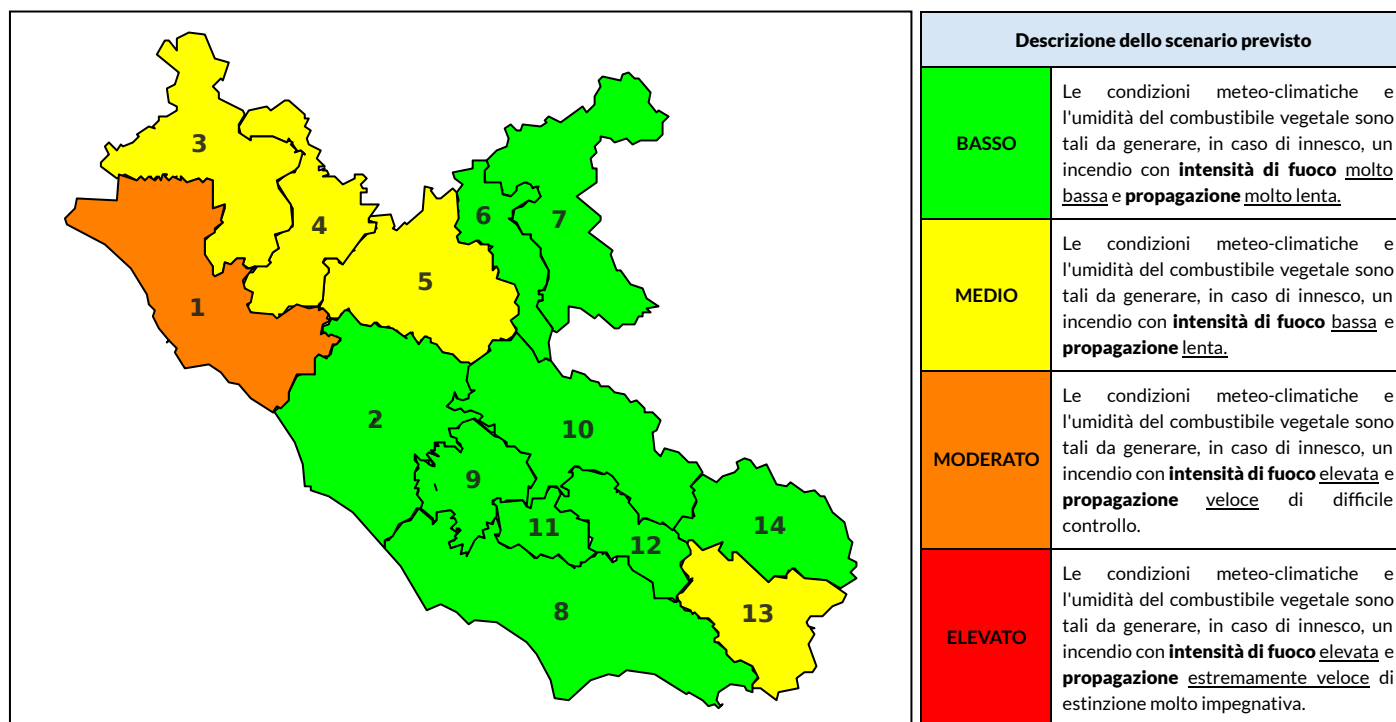 3
4
6
7
5
1
2
10
9
11
12
14
8
13
Descrizione dello scenario previsto
BASSO
Le condizioni meteo-climatiche e
l'umidità del combustibile vegetale sono
tali da generare, in caso di innesco, un
incendio con intensità di fuoco molto
bassa e propagazione molto lenta.
MEDIO
Le condizioni meteo-climatiche e
l'umidità del combustibile vegetale sono
tali da generare, in caso di innesco, un
incendio con intensità di fuoco bassa e
propagazione lenta.
MODERATO
Le condizioni meteo-climatiche e
l'umidità del combustibile vegetale sono
tali da generare, in caso di innesco, un
incendio con intensità di fuoco elevata e
propagazione veloce di difficile
controllo.
ELEVATO
Le condizioni meteo-climatiche e
l'umidità del combustibile vegetale sono
tali da generare, in caso di innesco, un
incendio con intensità di fuoco elevata e
propagazione estremamente veloce di
estinzione molto impegnativa.